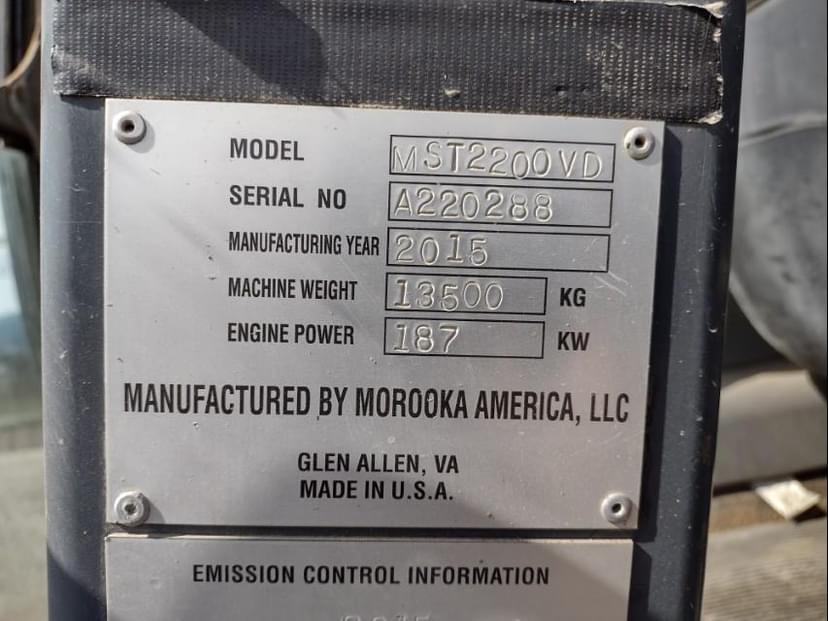 MODEL MST2200VD
SERIAL NO A220288
MANUFACTURING YEAR 2015
MACHINE WEIGHT 13500 KG
ENGINE POWER 187 KW
MANUFACTURED BY MOROOKA AMERICA, LLC
GLEN ALLEN, VA
MADE IN U.S.A.
EMISSION CONTROL INFORMATION